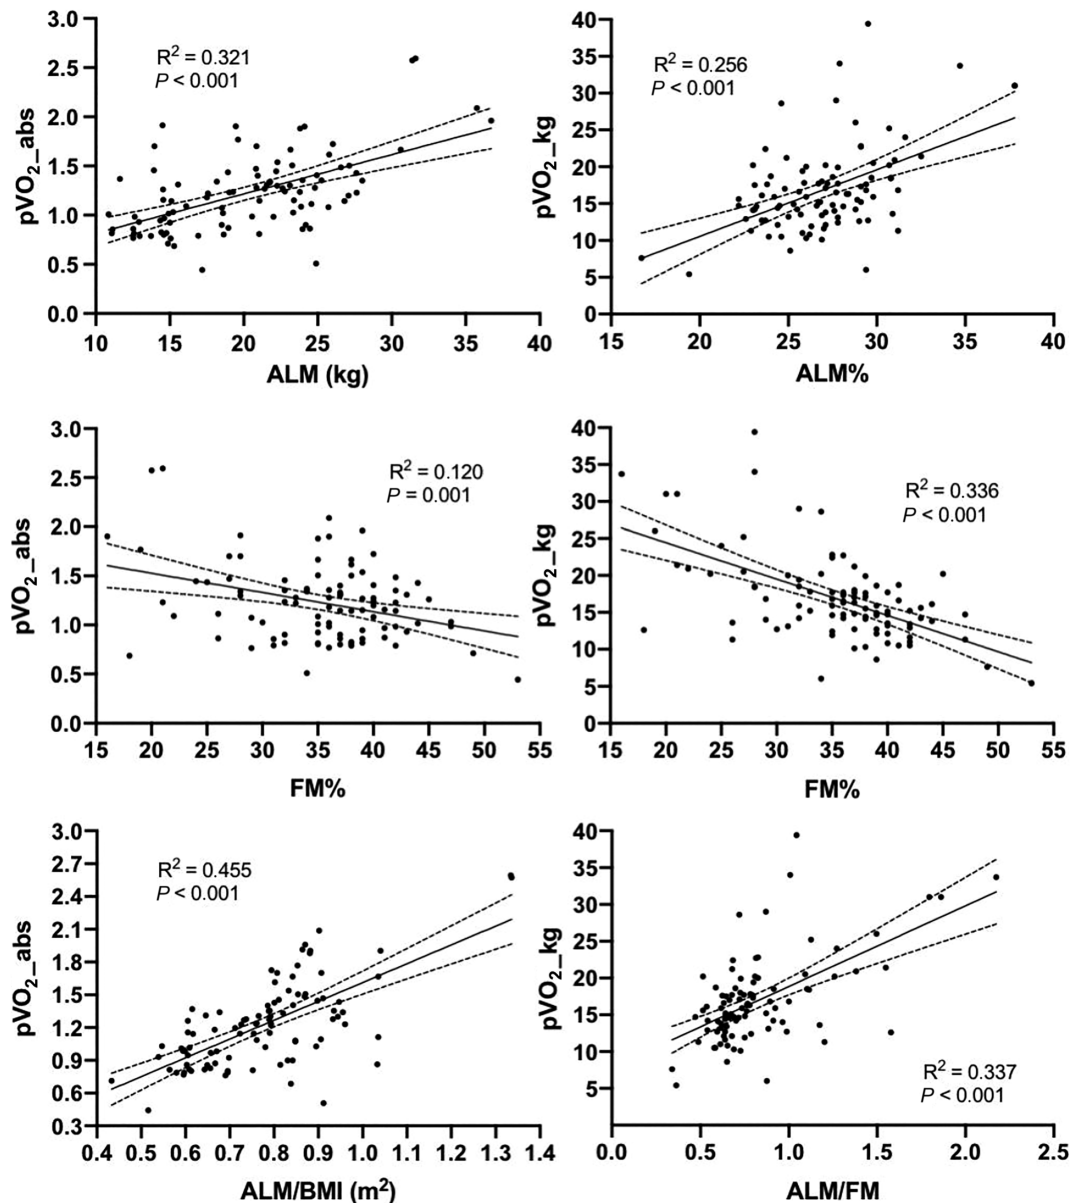 3.0
2.5
2.0
1.5
1.0
0.5
0.0
pVO2_abs
R2 = 0.321
P < 0.001
10 15 20 25 30 35 40
ALM (kg)
40
35
30
25
20
15
10
5
0
pVO2_kg
R2 = 0.256
P < 0.001
15 20 25 30 35 40
ALM%
3.0
2.5
2.0
1.5
1.0
0.5
0.0
pVO2_abs
R2 = 0.120
P = 0.001
15 20 25 30 35 40 45 50 55
FM%
40
35
30
25
20
15
10
5
0
pVO2_kg
R2 = 0.336
P < 0.001
15 20 25 30 35 40 45 50 55
FM%
3.0
2.7
2.4
2.1
1.8
1.5
1.2
0.9
0.6
0.3
pVO2_abs
R2 = 0.455
P < 0.001
0.4 0.5 0.6 0.7 0.8 0.9 1.0 1.1 1.2 1.3 1.4
ALM/BMI (m2)
40
35
30
25
20
15
10
5
pVO2_kg
R2 = 0.337
P < 0.001
0.0 0.5 1.0 1.5 2.0 2.5
ALM/FM